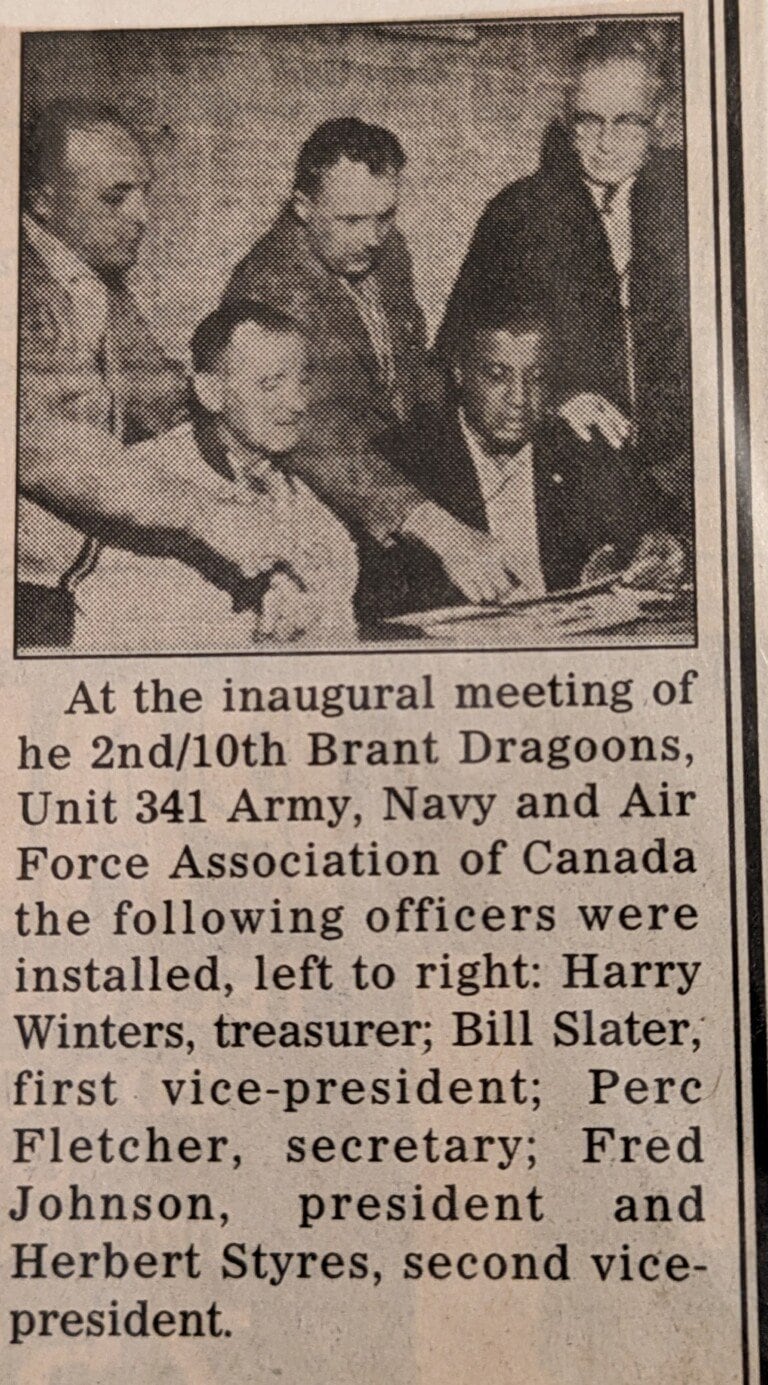 At the inaugural meeting of
he 2nd/10th Brant Dragoons,
Unit 341 Army, Navy and Air
Force Association of Canada
the following officers were
installed, left to right: Harry
Winters, treasurer; Bill Slater,
first vice-president; Perc
Fletcher, secretary; Fred
Johnson, president and
Herbert Styres, second vice-
president.